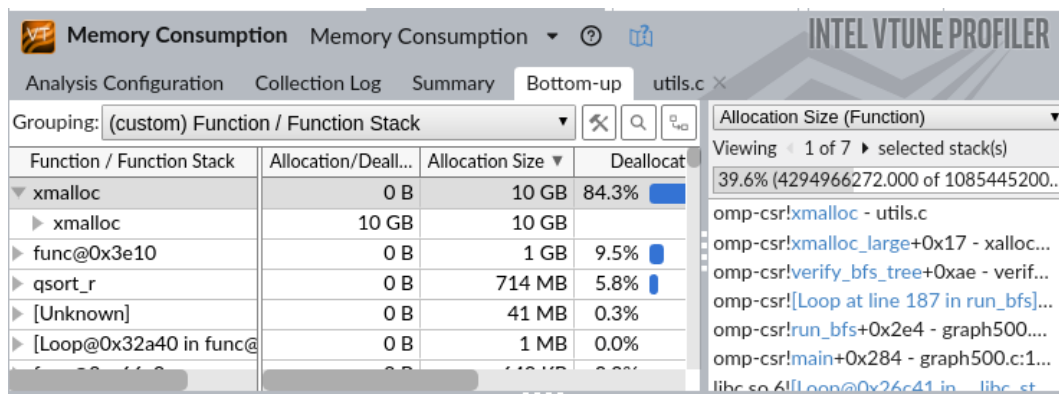 VT Memory Consumption Memory Consumption INTEL VTUNE PROFILER
Analysis Configuration Collection Log Summary Bottom-up utils.c
Grouping: (custom) Function / Function Stack
Function / Function Stack Allocation/Deall... Allocation Size Deallocat
xmalloc 0 B 10 GB 84.3%
xmalloc 10 GB 10 GB
func@0x3e10 0 B 1 GB 9.5%
qsort_r 0 B 714 MB 5.8%
[Unknown] 0 B 41 MB 0.3%
[Loop@0x32a40 in func@ 0 B 1 MB 0.0%
Allocation Size (Function)
Viewing 1 of 7 selected stack(s)
39.6% (4294966272.000 of 1085445200...
omp-csr!xmalloc - utils.c
omp-csr!xmalloc_large+0x17 - xalloc...
omp-csr!verify_bfs_tree+0xae - verif...
omp-csr![Loop at line 187 in run_bfs]...
omp-csr!run_bfs+0x2e4 - graph500....
omp-csr!main+0x284 - graph500.c:1...
libc.so.6![Loop@0x26c41 in